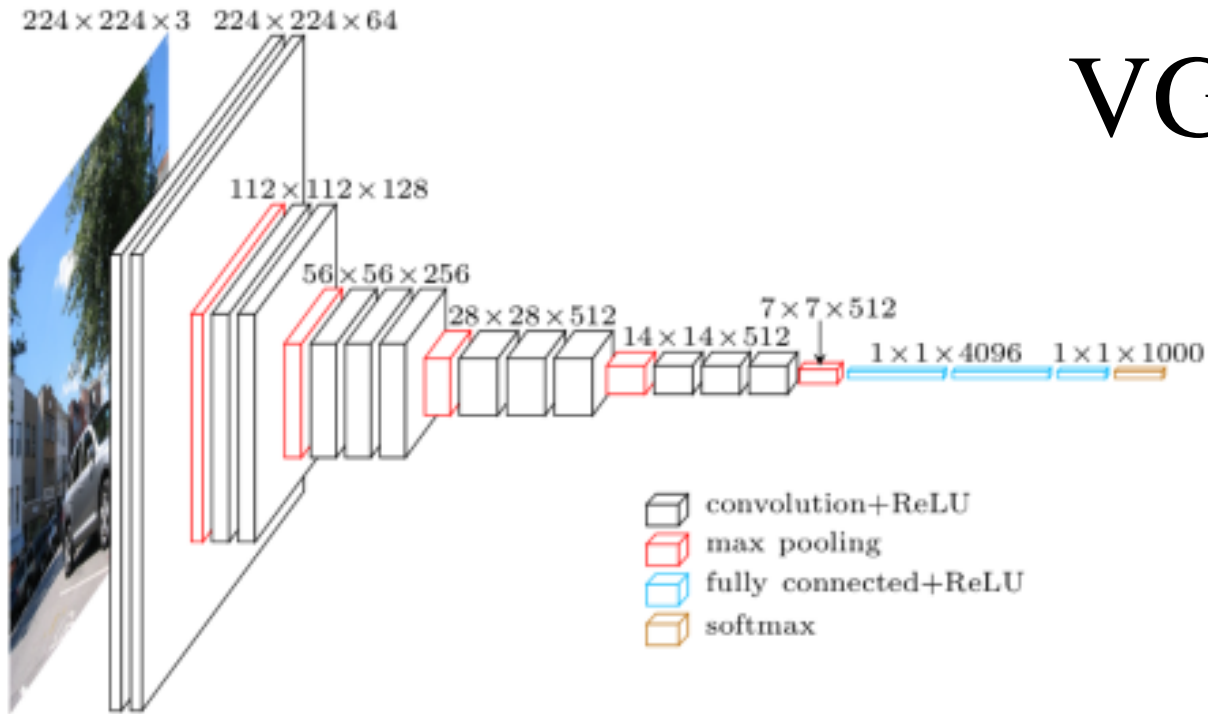 224×224×3
224×224×64
VG
112×112×128
56×56×256
28×28×512
14×14×512
7×7×512
1×1×4096
1×1×1000
convolution+ReLU
max pooling
fully connected+ReLU
softmax